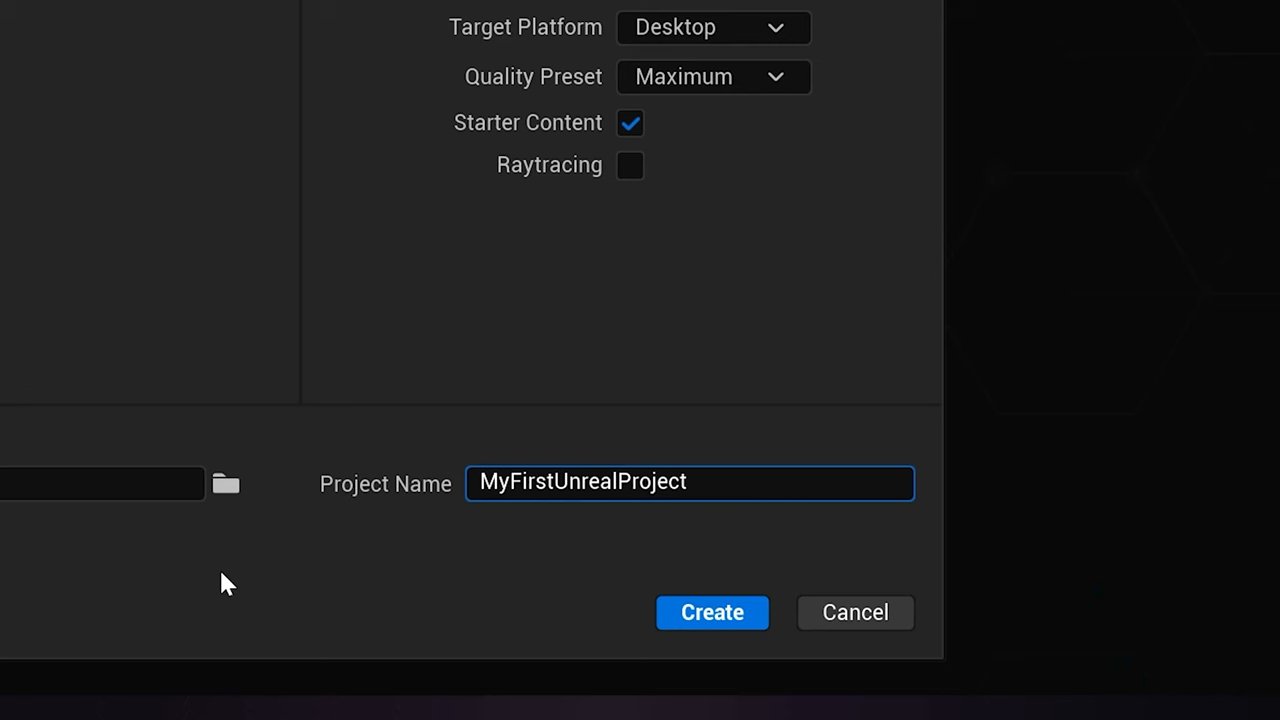 Target Platform Desktop
Quality Preset Maximum
Starter Content
Raytracing
Project Name MyFirstUnrealProject
Create Cancel